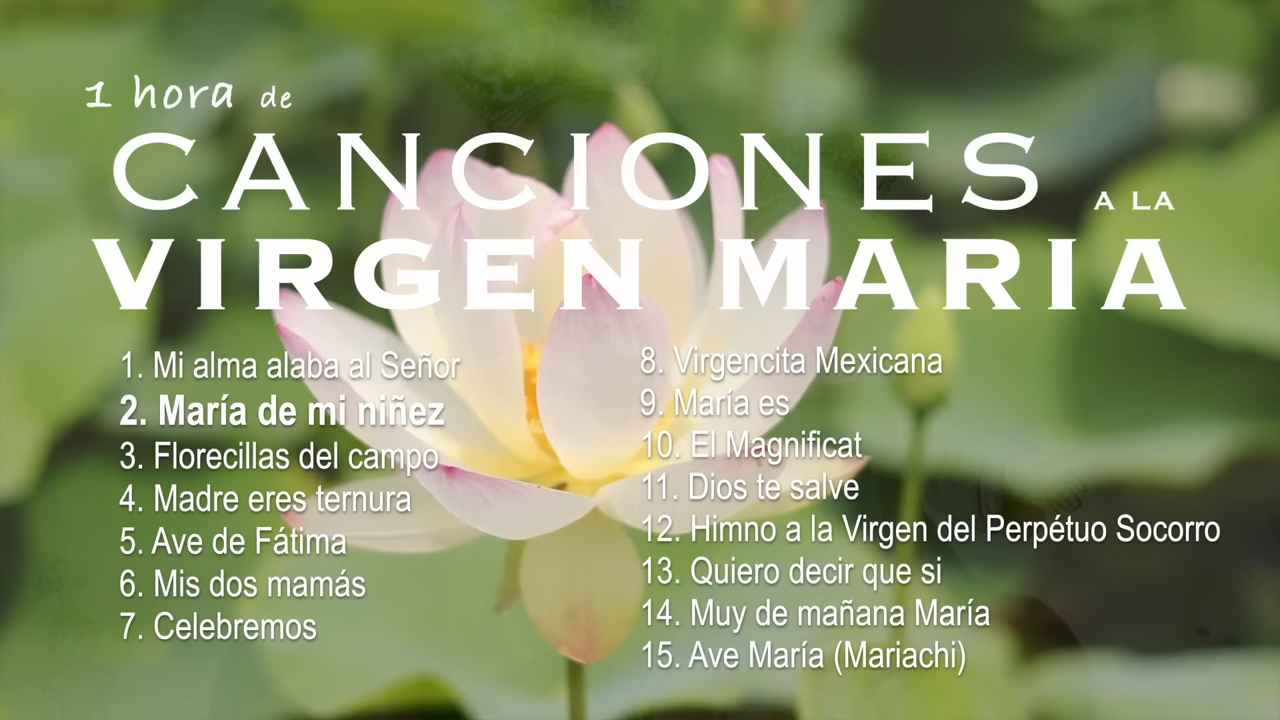 1 hora de
CANCIONES A LA
VIRGEN MARIA
1. Mi alma alaba al Señor
2. María de mi niñez
3. Florecillas del campo
4. Madre eres ternura
5. Ave de Fátima
6. Mis dos mamás
7. Celebremos
8. Virgencita Mexicana
9. María es
10. El Magnificat
11. Dios te salve
12. Himno a la Virgen del Perpétuo Socorro
13. Quiero decir que si
14. Muy de mañana María
15. Ave María (Mariachi)